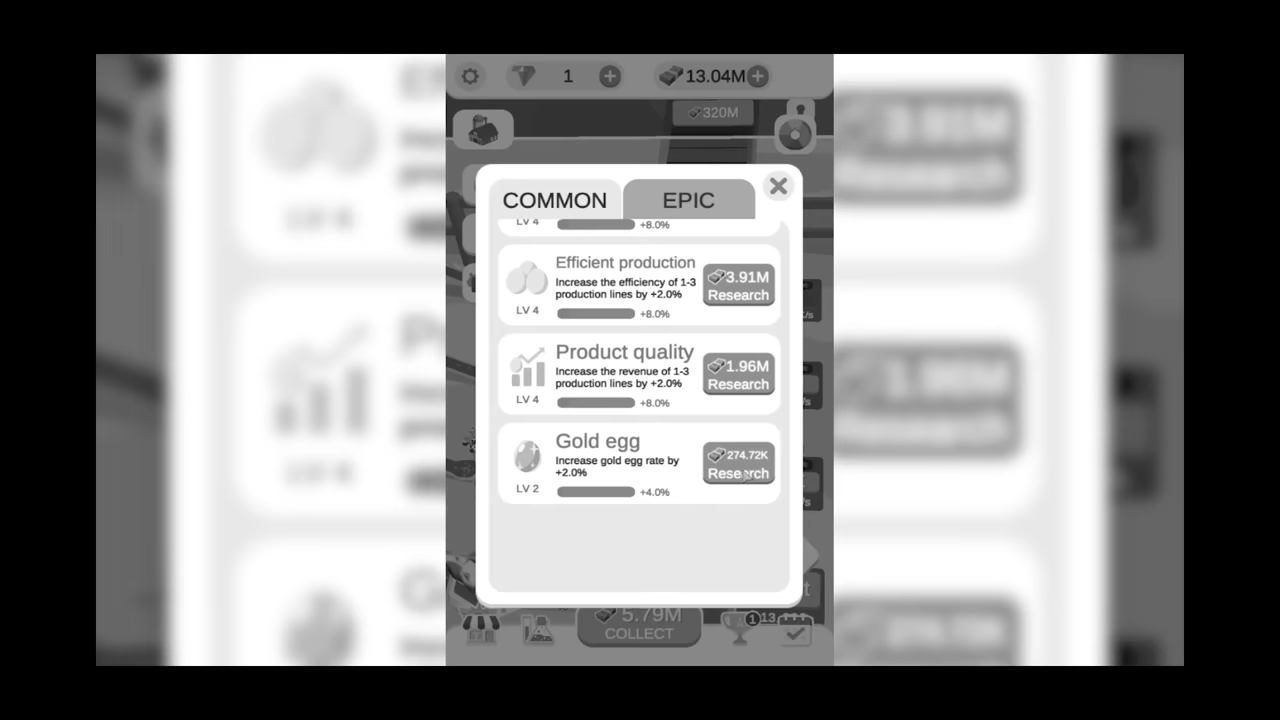 1
13.04M
320M
COMMON
EPIC
LV 4
+8.0%
Efficient production
Increase the efficiency of 1-3
production lines by +2.0%
LV 4
+8.0%
3.91M
Research
Product quality
Increase the revenue of 1-3
production lines by +2.0%
LV 4
+8.0%
1.96M
Research
Gold egg
Increase gold egg rate by
+2.0%
LV 2
+4.0%
274.72K
Research
5.79M
COLLECT
1
13